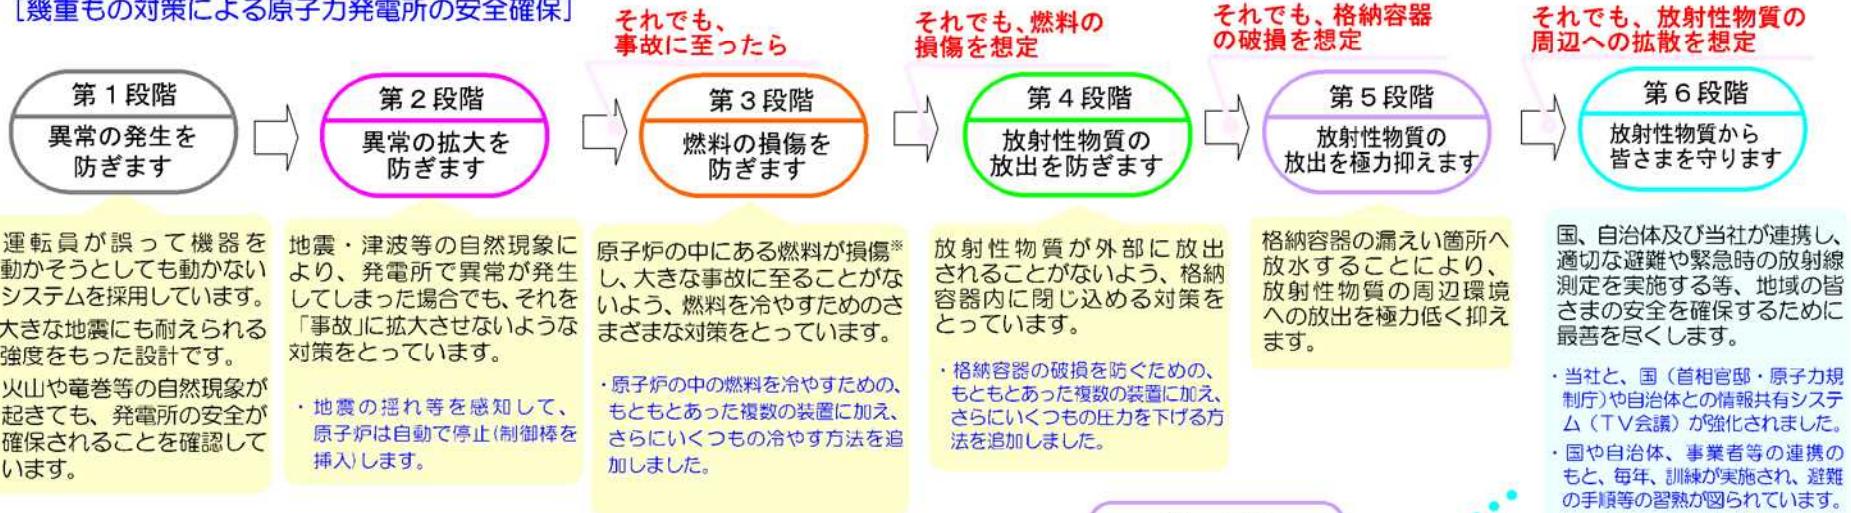 ［幾重もの対策による原子力発電所の安全確保］
それでも、
事故に至ったら
それでも、燃料の
損傷を想定
それでも、格納容器
の破損を想定
それでも、放射性物質の
周辺への拡散を想定
第１段階
異常の発生を
防ぎます
第２段階
異常の拡大を
防ぎます
第３段階
燃料の損傷を
防ぎます
第４段階
放射性物質の
放出を防ぎます
第５段階
放射性物質の
放出を極力抑えます
第６段階
放射性物質から
皆さまを守ります
運転員が誤って機器を
動かそうとしても動かない
システムを採用しています。
大きな地震にも耐えられる
強度をもった設計です。
火山や竜巻等の自然現象が
起きても、発電所の安全が
確保されることを確認して
います。
地震・津波等の自然現象に
より、発電所で異常が発生
してしまった場合でも、それを
「事故」に拡大させないような
対策をとっています。
・地震の揺れ等を感知して、
原子炉は自動で停止(制御棒を
挿入)します。
原子炉の中にある燃料が損傷※
し、大きな事故に至ることがな
いよう、燃料を冷やすためのさ
まざまな対策をとっています。
・原子炉の中の燃料を冷やすための、
もともとあった複数の装置に加え、
さらにいくつもの冷やす方法を追
加しました。
放射性物質が外部に放出
されることがないよう、格納
容器内に閉じ込める対策を
とっています。
・格納容器の破損を防ぐための、
もともとあった複数の装置に加え、
さらにいくつもの圧力を下げる方
法を追加しました。
格納容器の漏えい箇所へ
放水することにより、
放射性物質の周辺環境
への放出を極力低く抑え
ます。
国、自治体及び当社が連携し、
適切な避難や緊急時の放射線
測定を実施する等、地域の皆
さまの安全を確保するために
最善を尽くします。
・当社と、国（首相官邸・原子力規
制庁）や自治体との情報共有システ
ム（ＴＶ会議）が強化されました。
・国や自治体、事業者等の連携の
もと、毎年、訓練が実施され、避難
の手順等の習熟が図られています。